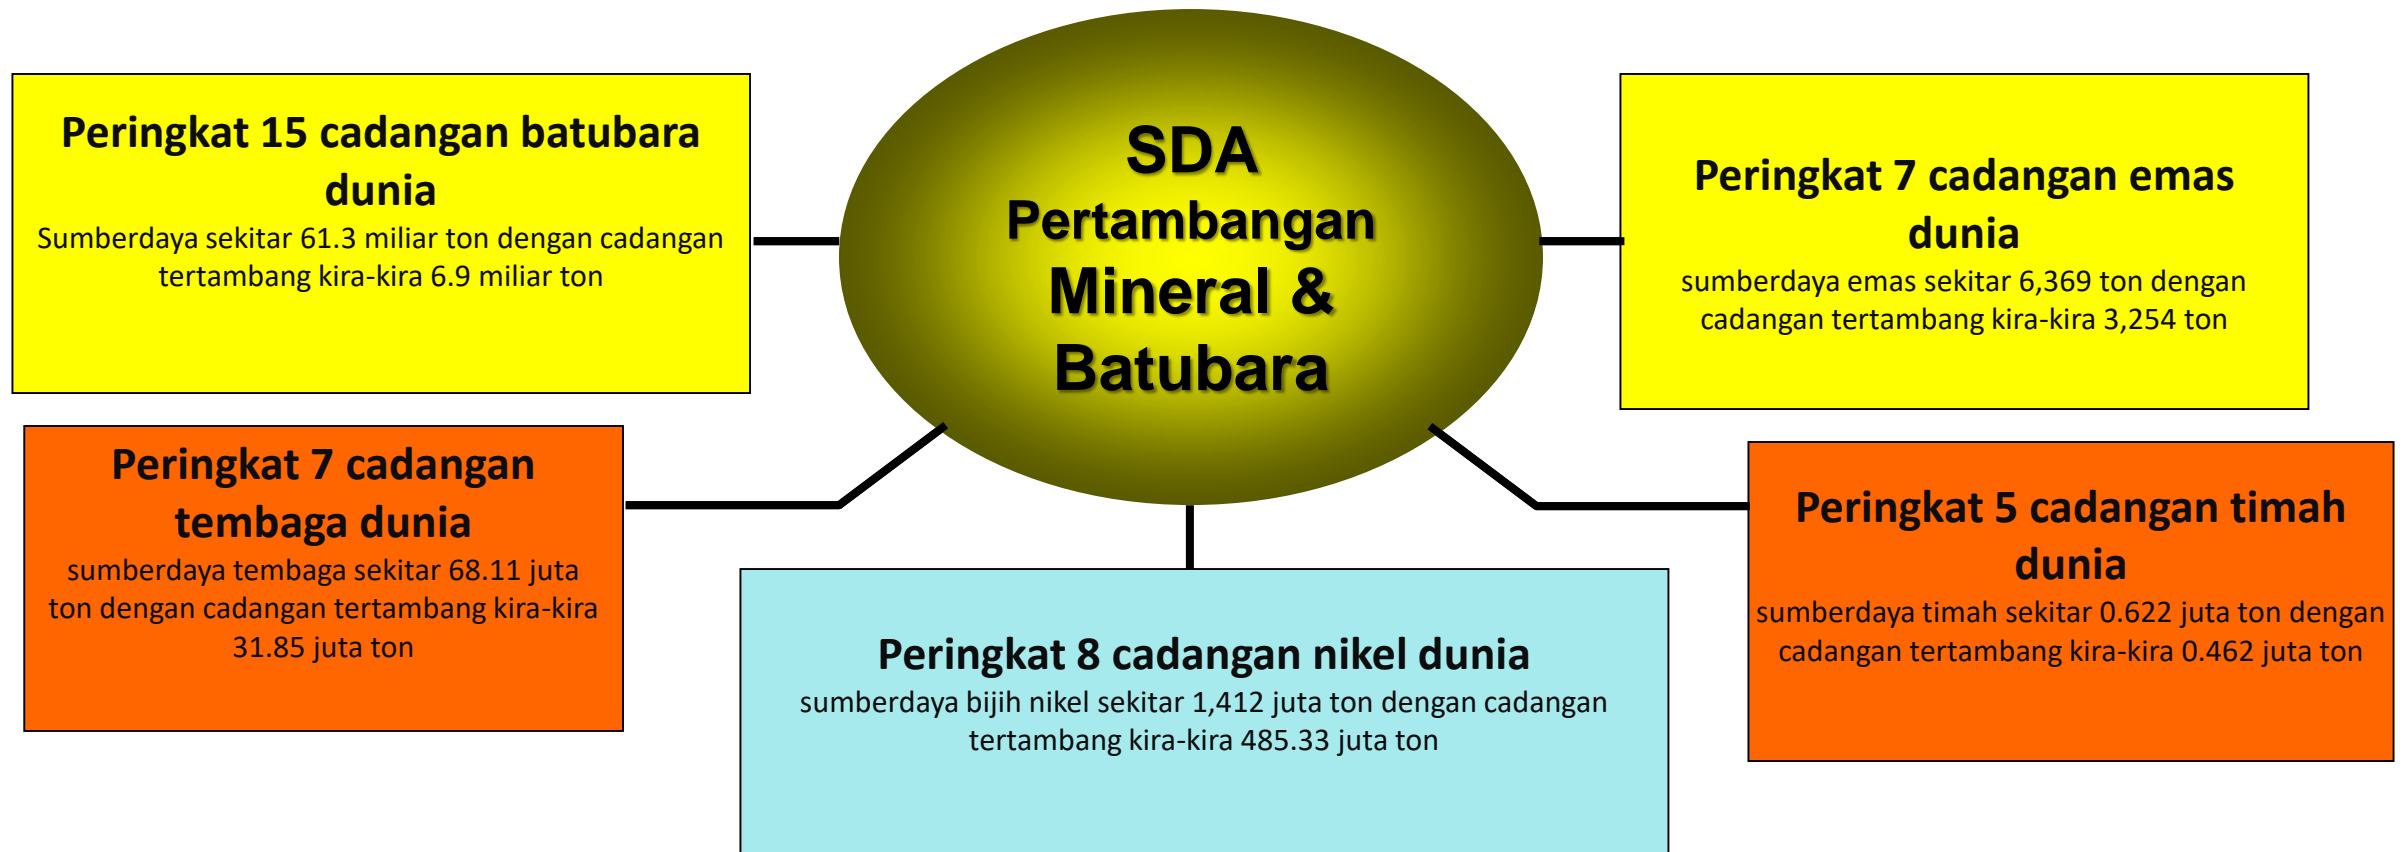 SDA
Pertambangan
Mineral &
Batubara
Peringkat 15 cadangan batubara
dunia
Sumberdaya sekitar 61.3 miliar ton dengan cadangan
tertambang kira-kira 6.9 miliar ton
Peringkat 7 cadangan emas
dunia
sumberdaya emas sekitar 6,369 ton dengan
cadangan tertambang kira-kira 3,254 ton
Peringkat 7 cadangan
tembaga dunia
sumberdaya tembaga sekitar 68.11 juta
ton dengan cadangan tertambang kira-kira
31.85 juta ton
Peringkat 8 cadangan nikel dunia
sumberdaya bijih nikel sekitar 1,412 juta ton dengan cadangan
tertambang kira-kira 485.33 juta ton
Peringkat 5 cadangan timah
dunia
sumberdaya timah sekitar 0.622 juta ton dengan
cadangan tertambang kira-kira 0.462 juta ton